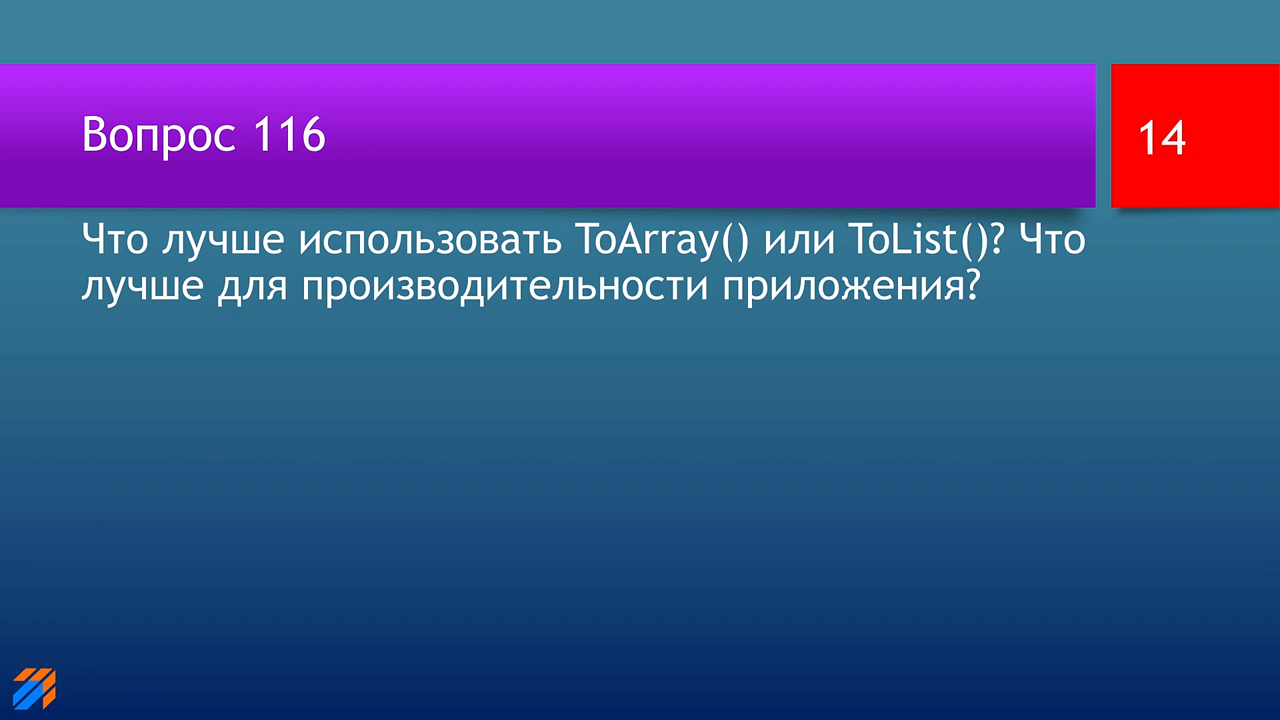 Вопрос 116
14
Что лучше использовать ToArray() или ToList()? Что
лучше для производительности приложения?